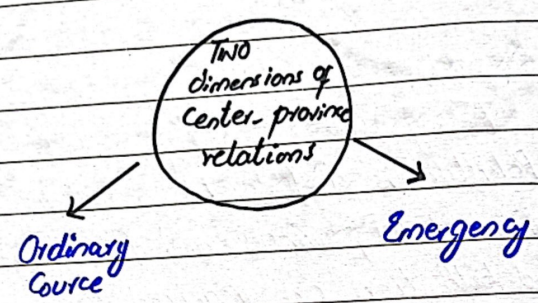 Two
dimensions of
center-province
relations
Ordinary
Cource
Emergency